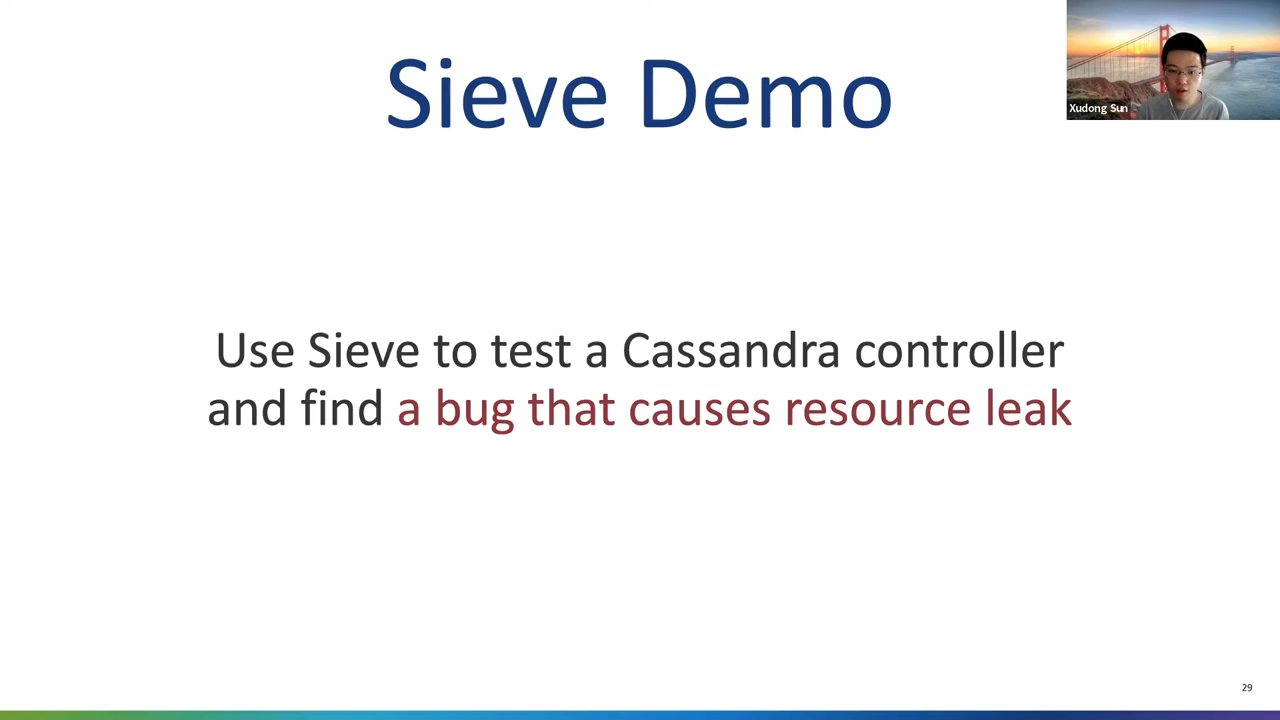 Sieve Demo
Xudong Sun
Use Sieve to test a Cassandra controller
and find a bug that causes resource leak
29